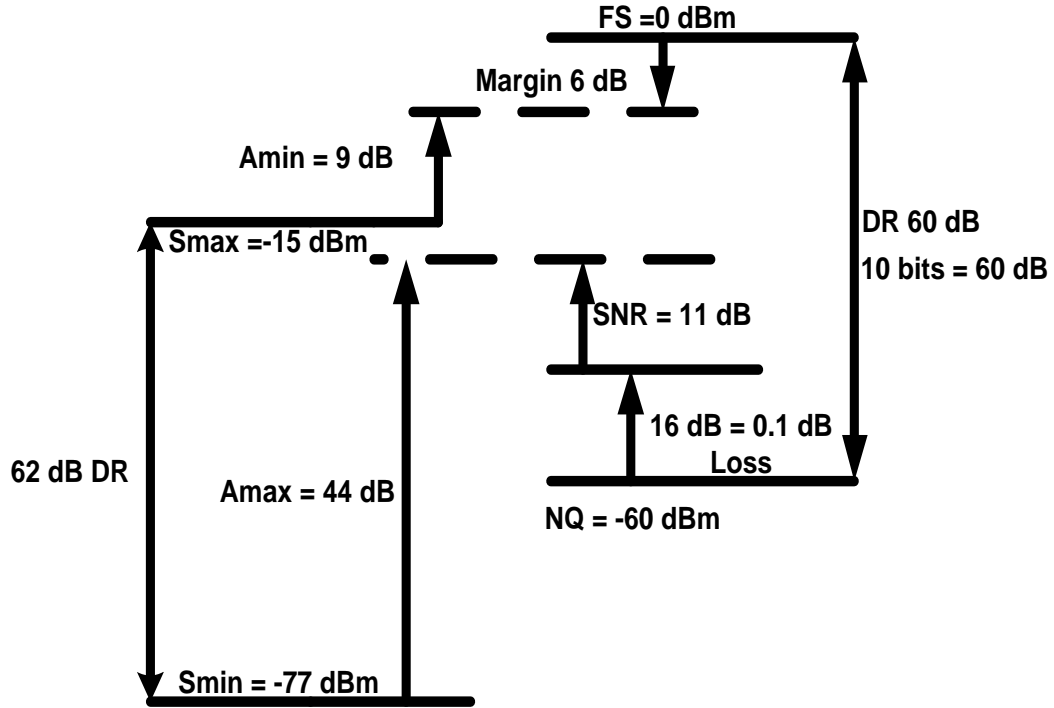 FS =0 dBm
Margin 6 dB
Amin = 9 dB
Smax =-15 dBm
DR 60 dB
10 bits = 60 dB
SNR = 11 dB
16 dB = 0.1 dB
Loss
62 dB DR
Amax = 44 dB
NQ = -60 dBm
Smin = -77 dBm